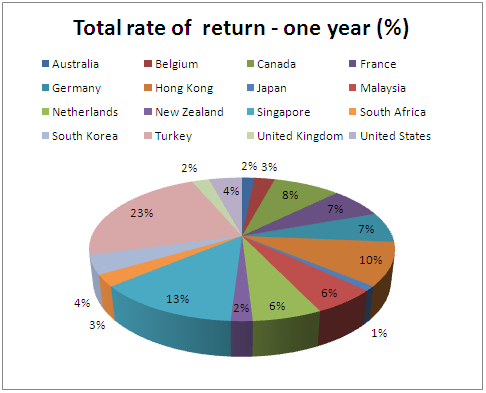 Total rate of return - one year (%)
Australia Belgium Canada France
Germany Hong Kong Japan Malaysia
Netherlands New Zealand Singapore South Africa
South Korea Turkey United Kingdom United States
2% 4% 2% 3%
23% 8%
7%
7%
10%
4% 13% 2% 6% 6%
3% 1%